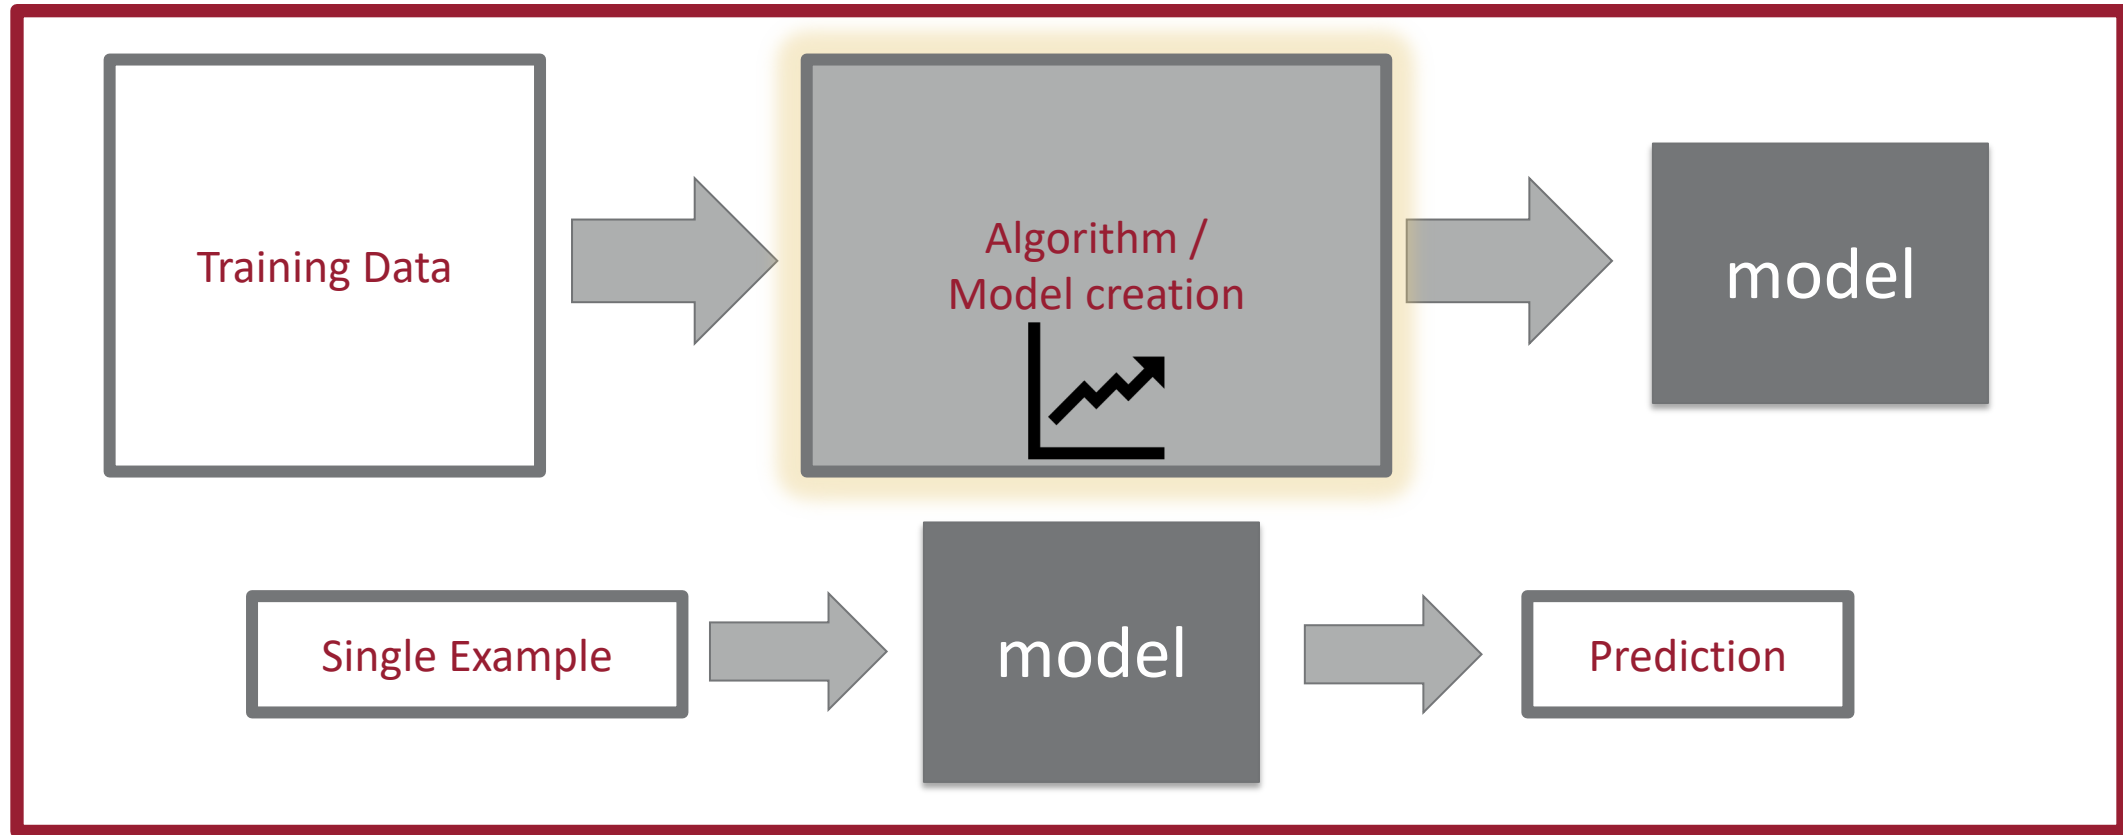 Training Data
Algorithm /
Model creation
model
Single Example
model
Prediction